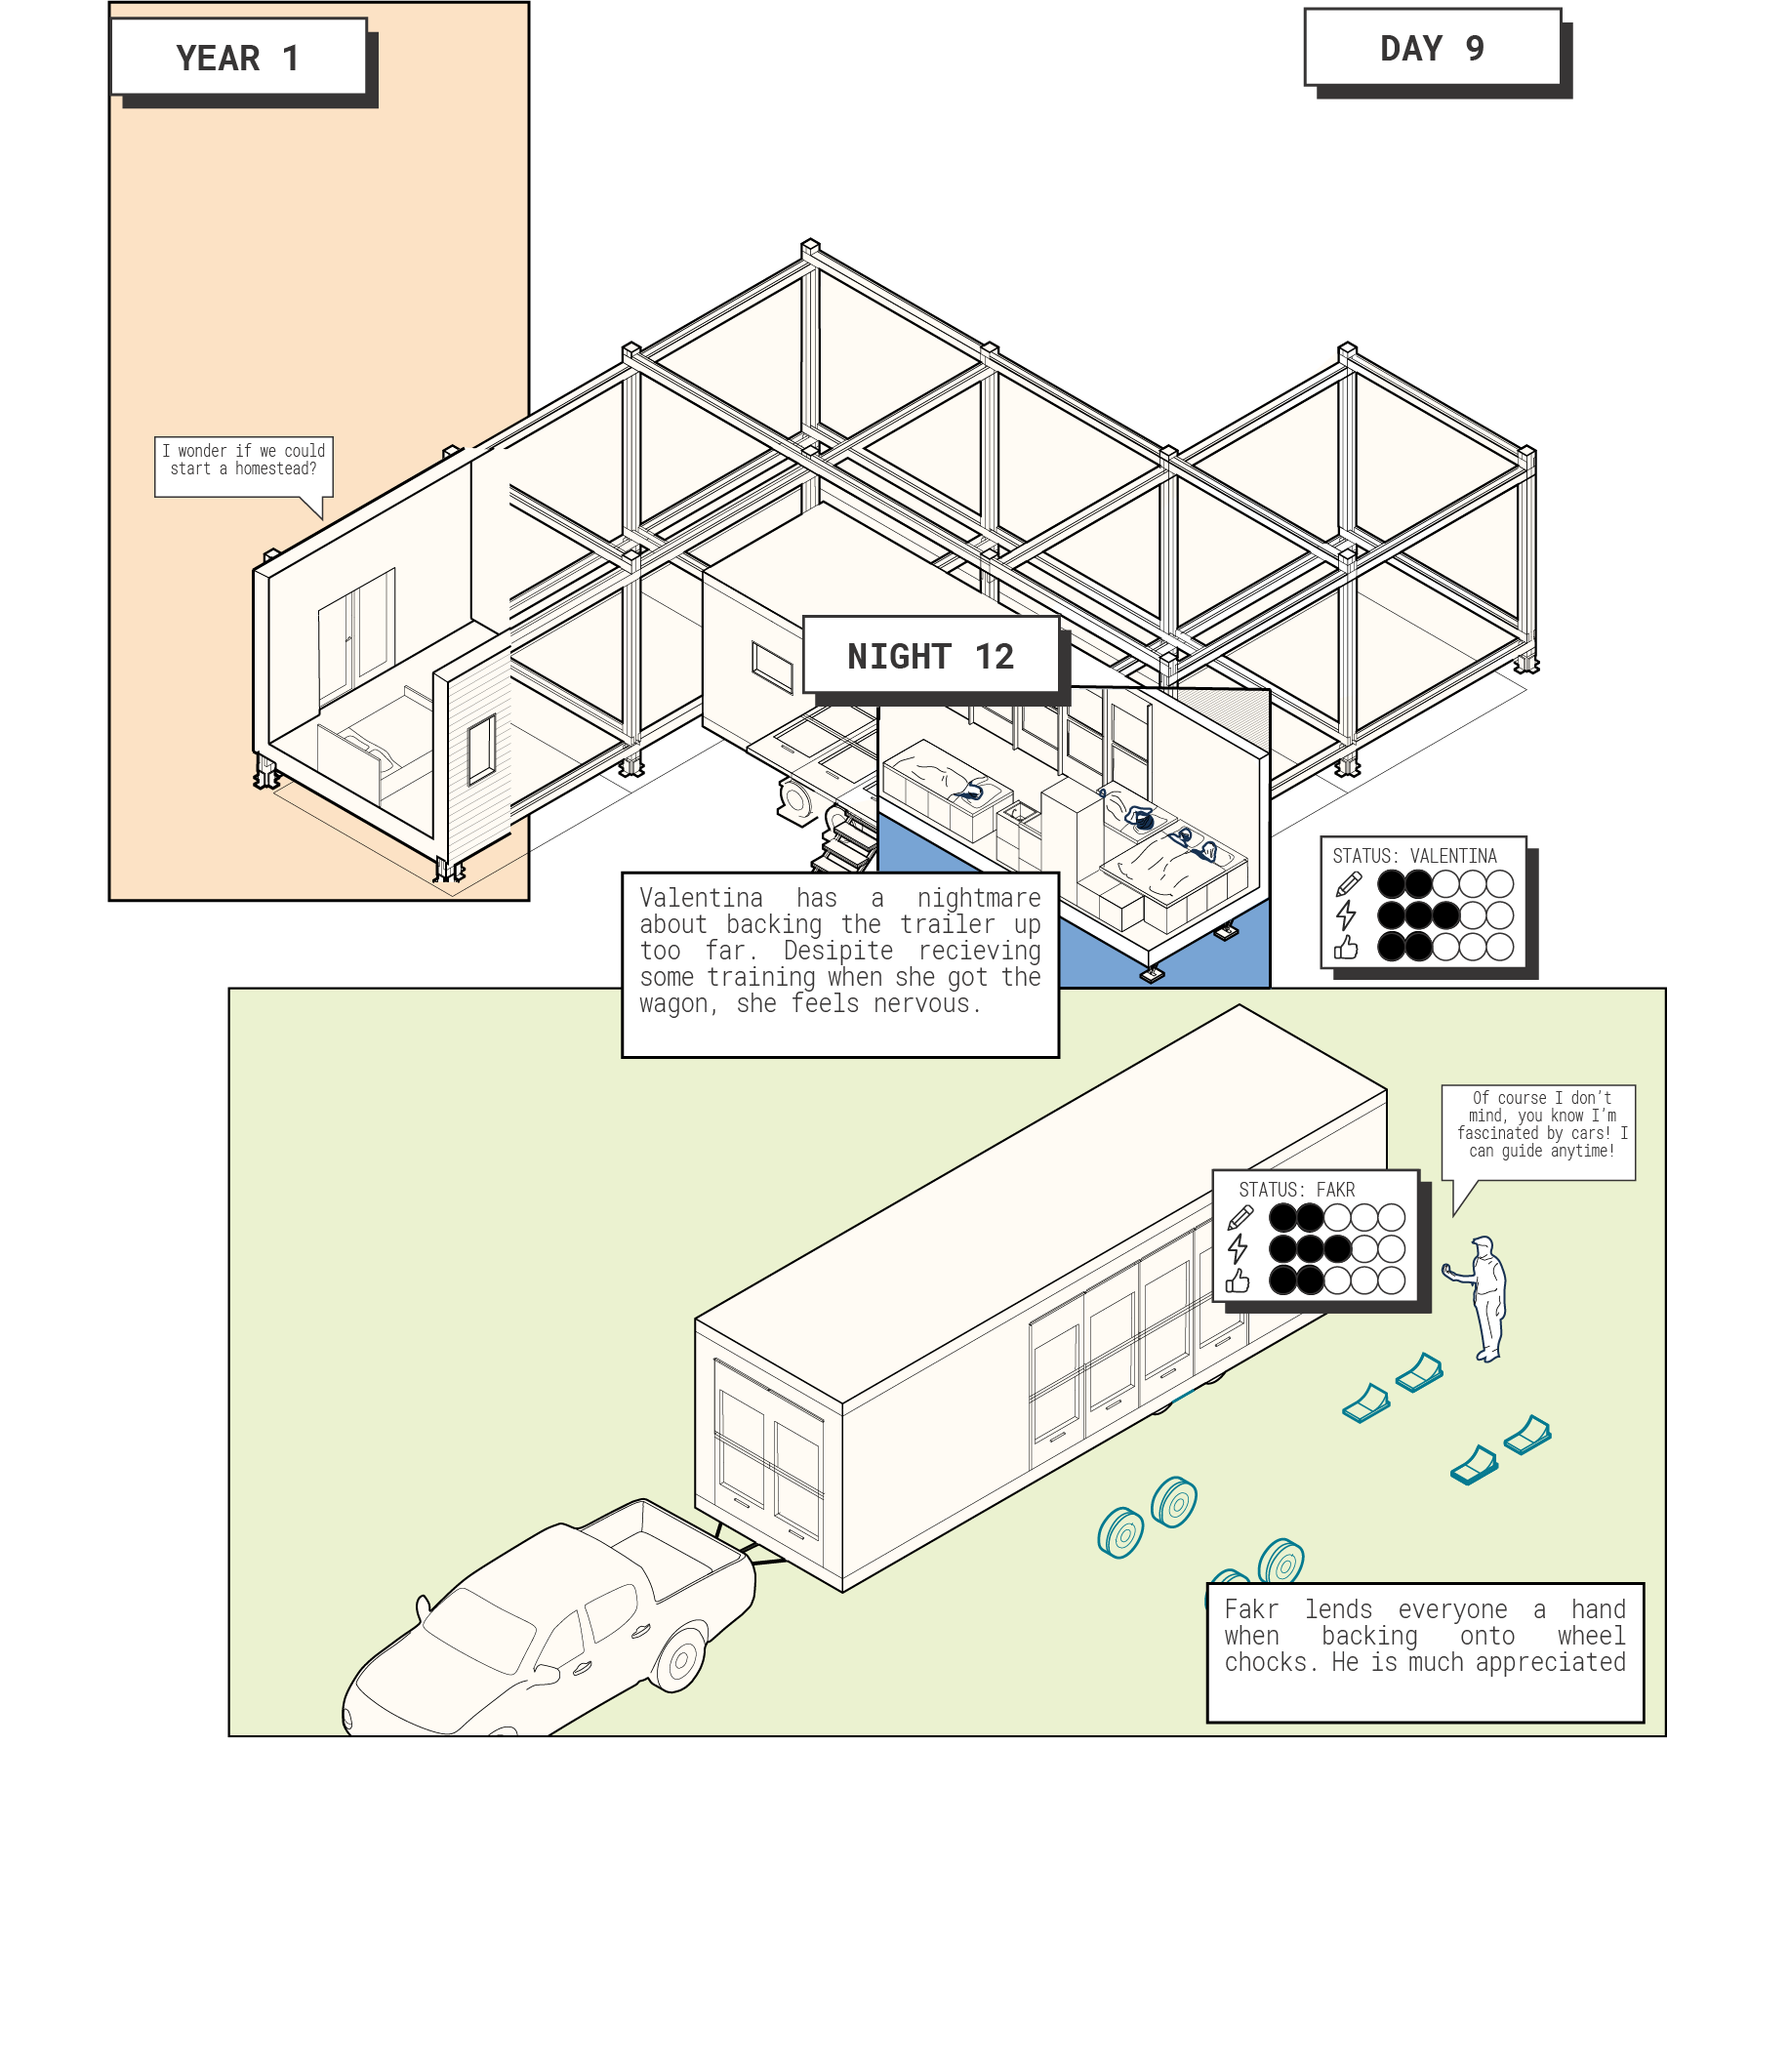 YEAR 1
DAY 9
I wonder if we could
start a homestead?
NIGHT 12
STATUS: VALENTINA
Valentina has a nightmare
about backing the trailer up
too far. Desipite recieving
some training when she got the
wagon, she feels nervous.
Of course I don't
mind, you know I'm
fascinated by cars! I
can guide anytime!
STATUS: FAKR
Fakr lends everyone a hand
when backing onto wheel
chocks. He is much appreciated